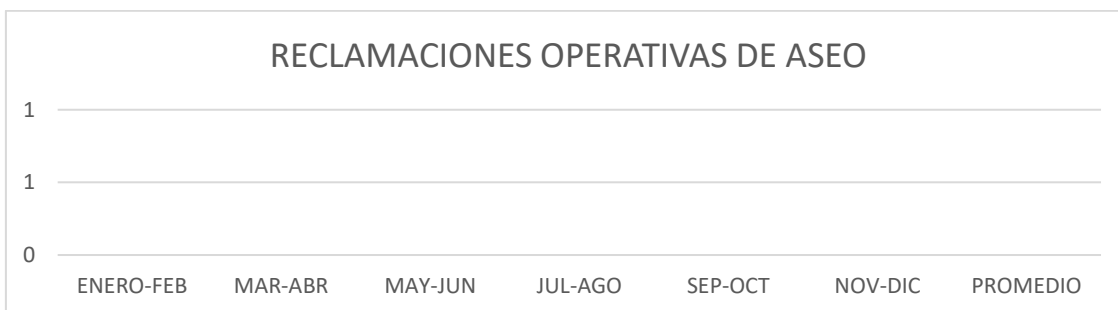 RECLAMACIONES OPERATIVAS DE ASEO
1
1
0
ENERO-FEB MAR-ABR MAY-JUN JUL-AGO SEP-OCT NOV-DIC PROMEDIO